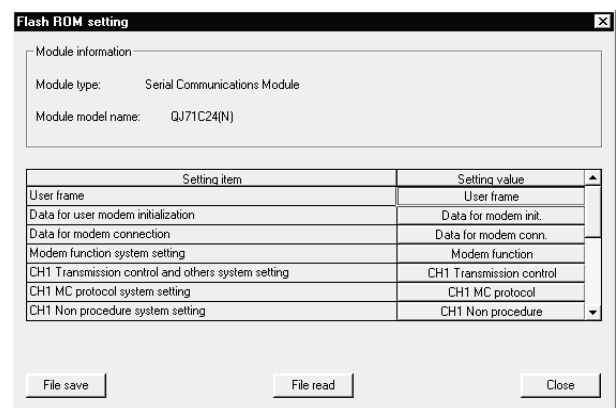 Flash ROM setting
Module information
Module type: Serial Communications Module
Module model name: QJ71C24(N)
Setting item Setting value
User frame User frame
Data for user modem initialization Data for modem init.
Data for modem connection Data for modem conn.
Modem function system setting Modem function
CH1 Transmission control and others system setting CH1 Transmission control
CH1 MC protocol system setting CH1 MC protocol
CH1 Non procedure system setting CH1 Non procedure
File save File read Close